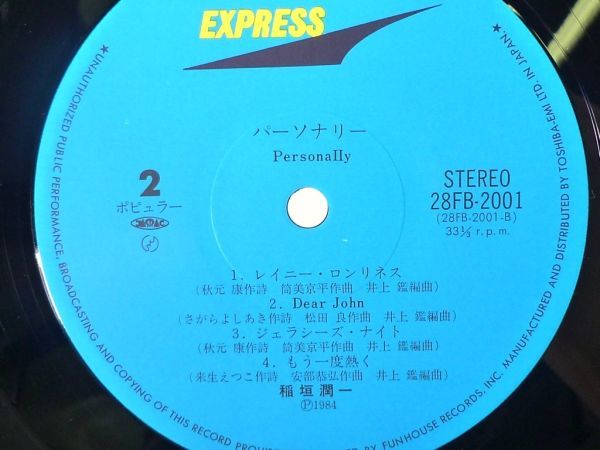 EXPRESS
パーソナリー
Personally
2
ポピュラー
JASRAC
STEREO
28FB-2001
(28FB-2001-B)
33⅓ r.p.m.
1. レイニー・ロンリネス
(秋元 康作詩 筒美京平作曲 井上 鑑編曲)
2. Dear John
(さがらよしあき作詩 松田 良作曲 井上 鑑編曲)
3. ジェラシーズ・ナイト
(秋元 康作詩 筒美京平作曲 井上 鑑編曲)
4. もう一度熱く
(朱生えつこ作詩 安部恭弘作曲 井上 鑑編曲)
稲垣潤一
Ⓟ1984
★UNAUTHORIZED PUBLIC PERFORMANCE, BROADCASTING AND COPYING OF THIS RECORD
MANUFACTURED AND DISTRIBUTED BY TOSHIBA-EMI LTD. IN JAPAN★
BY FUNHOUSE RECORDS, INC.